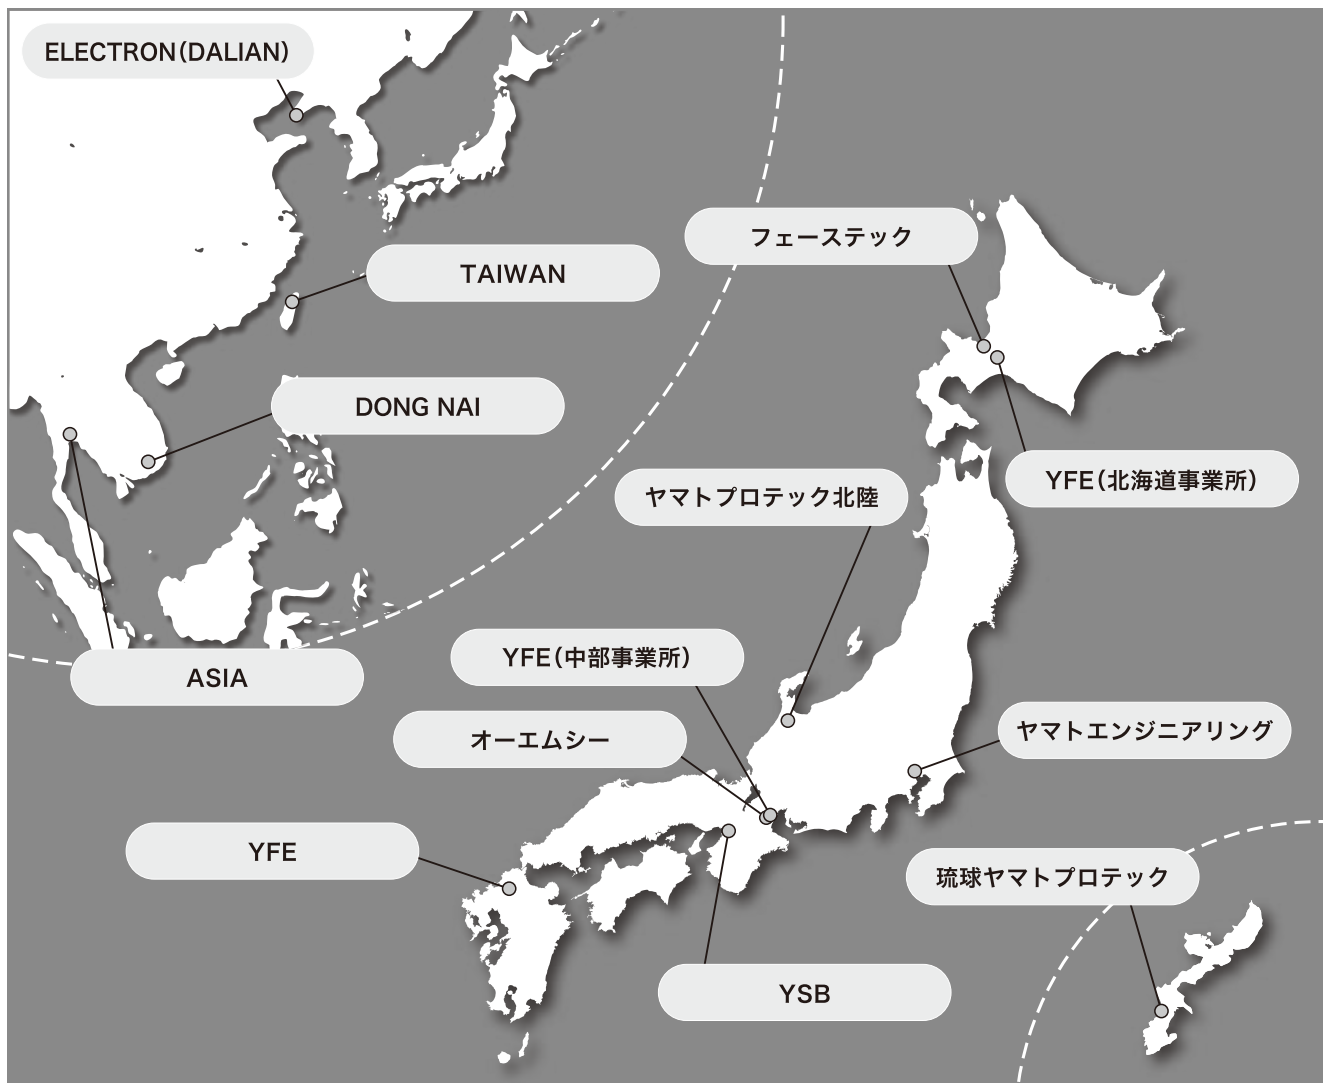 ELECTRON(DALIAN)
フェーステック
TAIWAN
DONG NAI
YFE(北海道事業所)
ヤマトプロテック北陸
YFE(中部事業所)
ASIA
ヤマトエンジニアリング
オーエムシー
YFE
琉球ヤマトプロテック
YSB